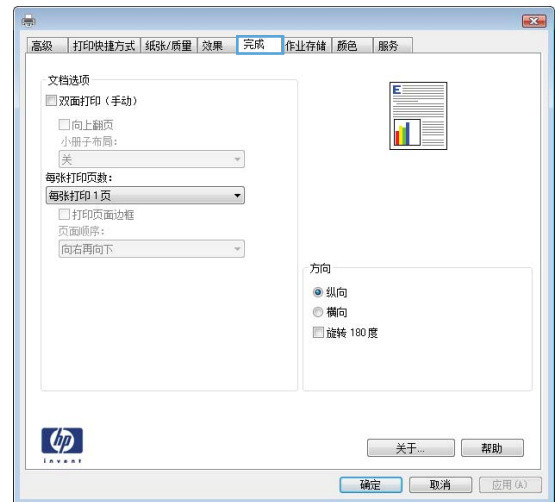 高级 打印快捷方式 纸张/质量 效果 完成 作业存储 颜色 服务
文档选项
双面打印（手动）
向上翻页
小册子布局：
关
每张打印页数：
每张打印 1 页
打印页面边框
页面顺序：
向右再向下
E
方向
纵向
横向
旋转 180 度
hp
invent
关于... 帮助
确定 取消 应用 (A)